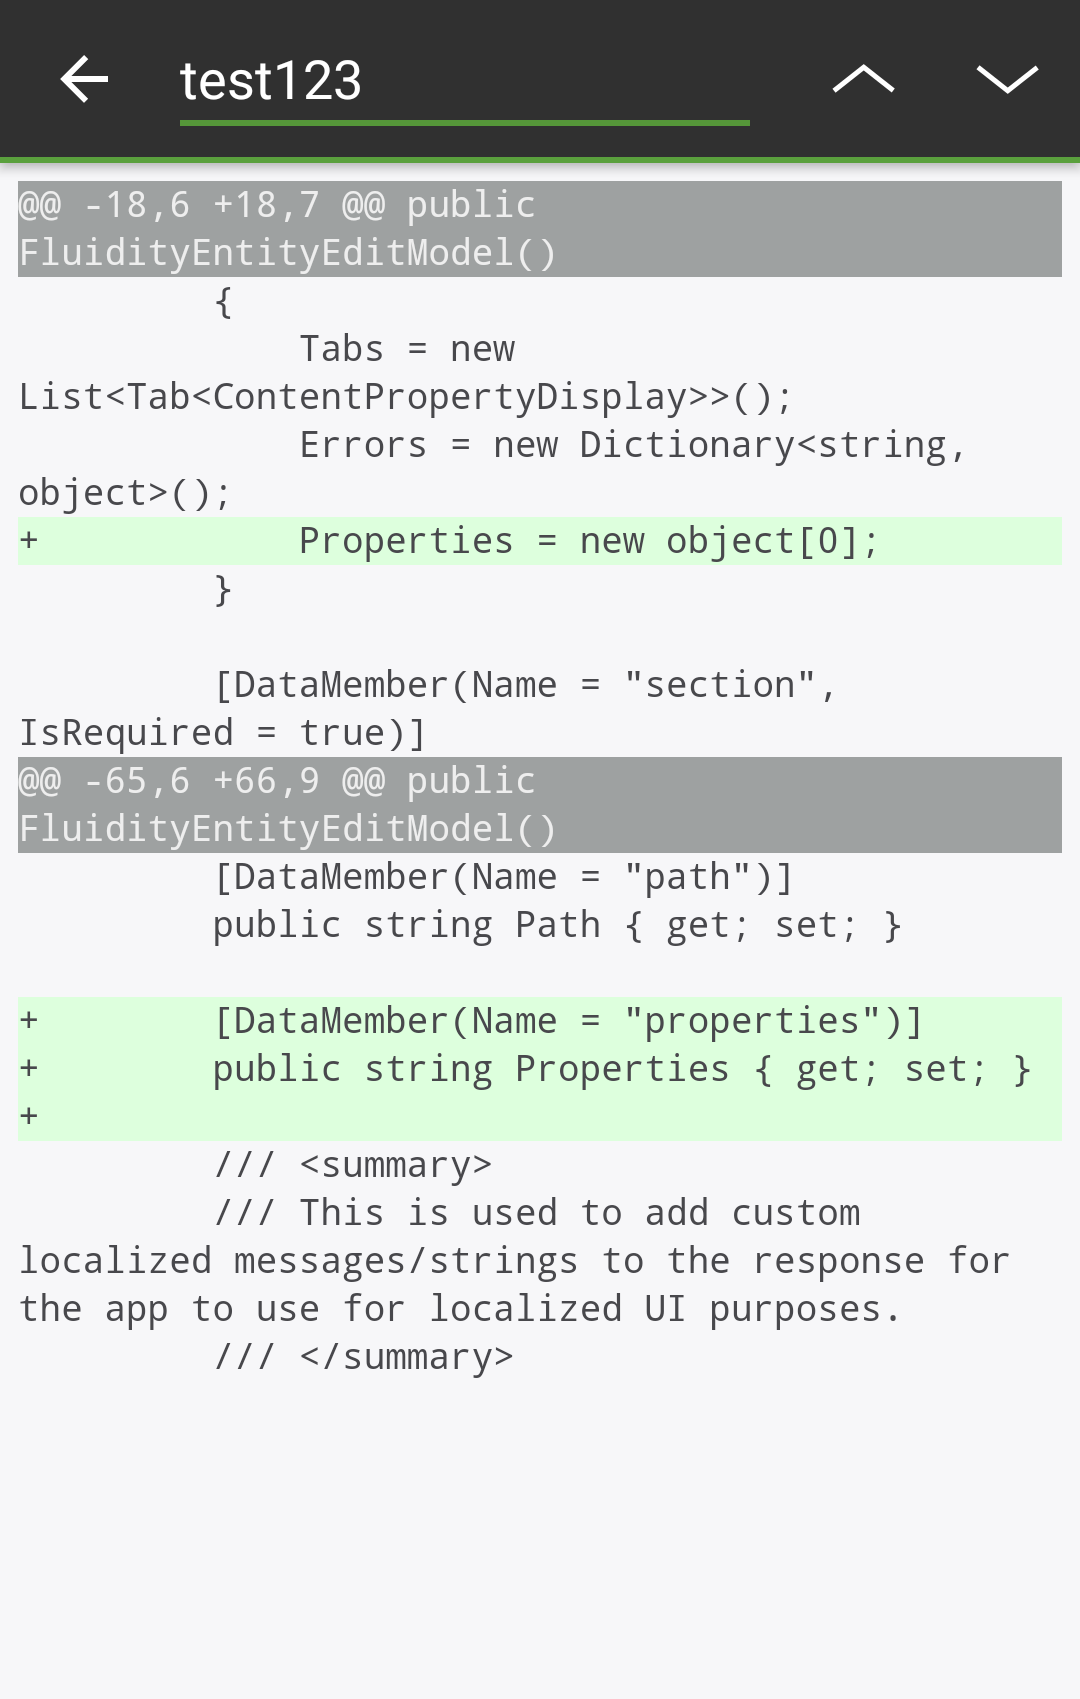 test123
@@ -18,6 +18,7 @@ public
FluidityEntityEditModel()
         {
             Tabs = new
List<Tab<ContentPropertyDisplay>>();
             Errors = new Dictionary<string,
object>();
+            Properties = new object[0];
         }

         [DataMember(Name = "section",
IsRequired = true)]
@@ -65,6 +66,9 @@ public
FluidityEntityEditModel()
         [DataMember(Name = "path")]
         public string Path { get; set; }

+        [DataMember(Name = "properties")]
+        public string Properties { get; set; }
+
         /// <summary>
         /// This is used to add custom
localized messages/strings to the response for
the app to use for localized UI purposes.
         /// </summary>